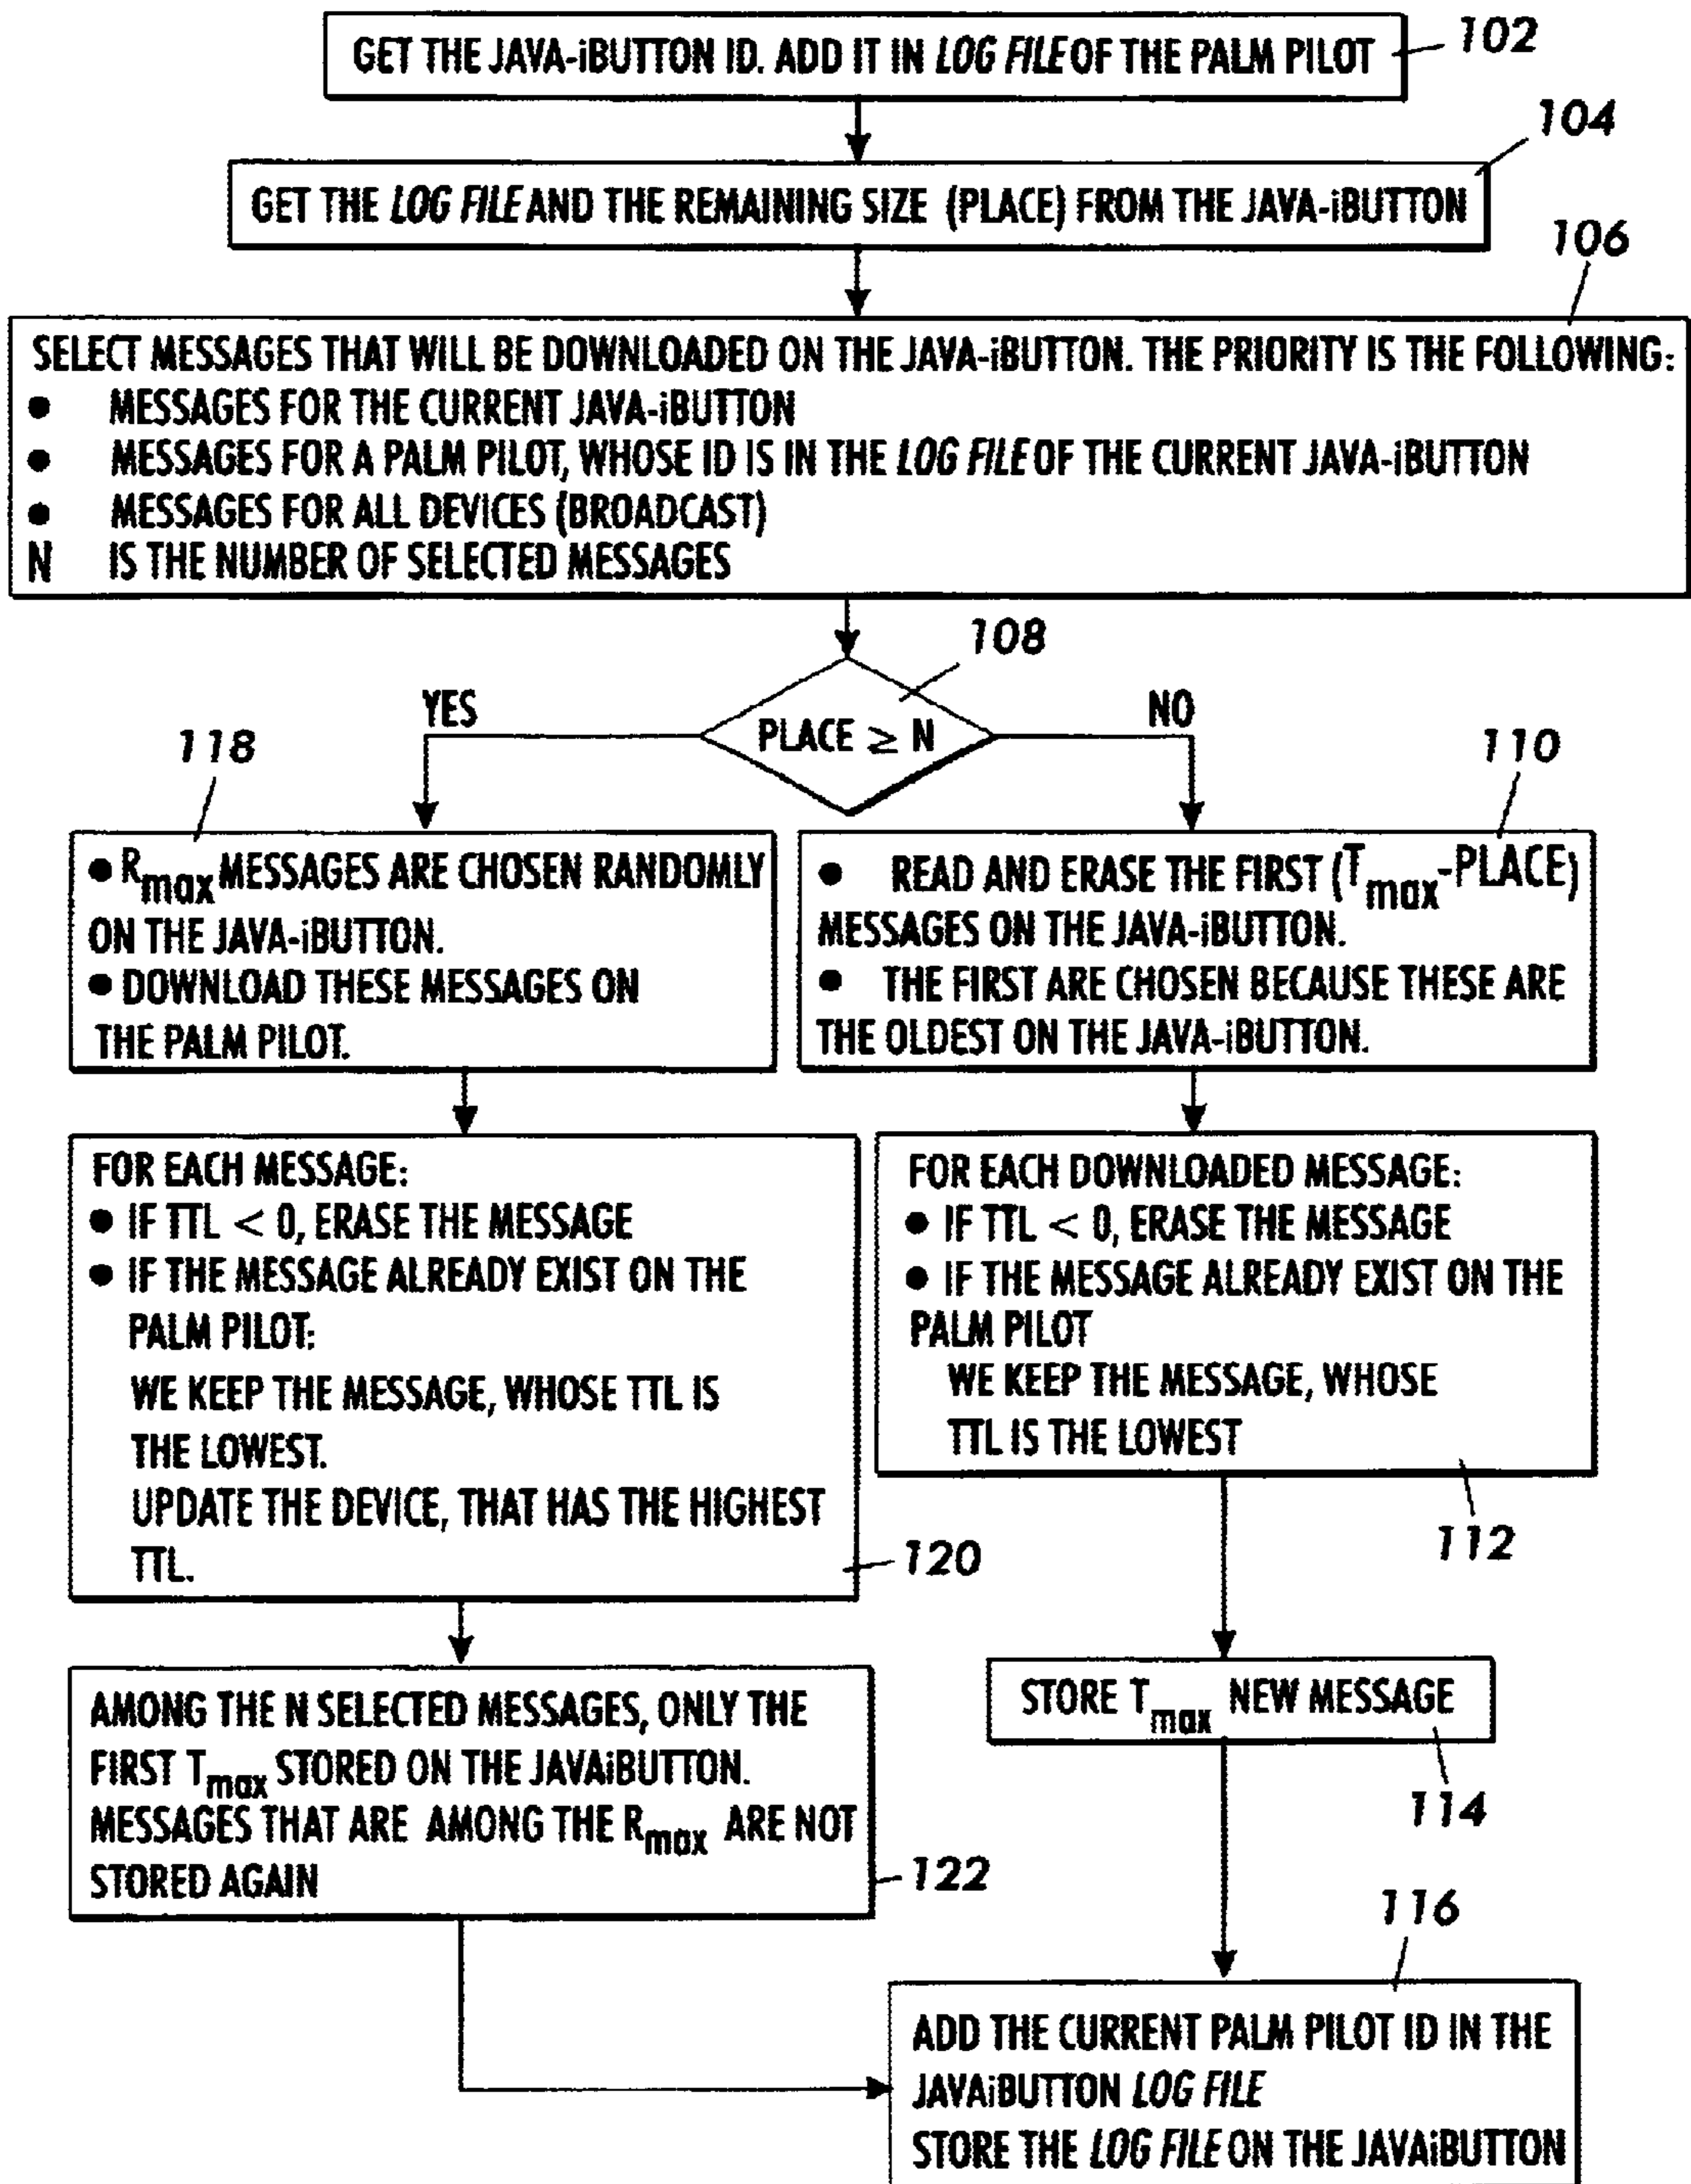 GET THE JAVA-iBUTTON ID. ADD IT IN LOG FILE OF THE PALM PILOT
102
104
GET THE LOG FILE AND THE REMAINING SIZE (PLACE) FROM THE JAVA-iBUTTON
106
SELECT MESSAGES THAT WILL BE DOWNLOADED ON THE JAVA-iBUTTON. THE PRIORITY IS THE FOLLOWING:
● MESSAGES FOR THE CURRENT JAVA-iBUTTON
● MESSAGES FOR A PALM PILOT, WHOSE ID IS IN THE LOG FILE OF THE CURRENT JAVA-iBUTTON
● MESSAGES FOR ALL DEVICES (BROADCAST)
N IS THE NUMBER OF SELECTED MESSAGES
108
PLACE ≥ N
YES
NO
118
● Rmax MESSAGES ARE CHOSEN RANDOMLY
ON THE JAVA-iBUTTON.
● DOWNLOAD THESE MESSAGES ON
THE PALM PILOT.
110
● READ AND ERASE THE FIRST (Tmax-PLACE)
MESSAGES ON THE JAVA-iBUTTON.
● THE FIRST ARE CHOSEN BECAUSE THESE ARE
THE OLDEST ON THE JAVA-iBUTTON.
FOR EACH MESSAGE:
● IF TTL < 0, ERASE THE MESSAGE
● IF THE MESSAGE ALREADY EXIST ON THE
PALM PILOT:
WE KEEP THE MESSAGE, WHOSE TTL IS
THE LOWEST.
UPDATE THE DEVICE, THAT HAS THE HIGHEST
TTL.
120
FOR EACH DOWNLOADED MESSAGE:
● IF TTL < 0, ERASE THE MESSAGE
● IF THE MESSAGE ALREADY EXIST ON THE
PALM PILOT
WE KEEP THE MESSAGE, WHOSE
TTL IS THE LOWEST
112
AMONG THE N SELECTED MESSAGES, ONLY THE
FIRST Tmax STORED ON THE JAVAiBUTTON.
MESSAGES THAT ARE AMONG THE Rmax ARE NOT
STORED AGAIN
122
STORE Tmax NEW MESSAGE
114
116
ADD THE CURRENT PALM PILOT ID IN THE
JAVAiBUTTON LOG FILE
STORE THE LOG FILE ON THE JAVAiBUTTON